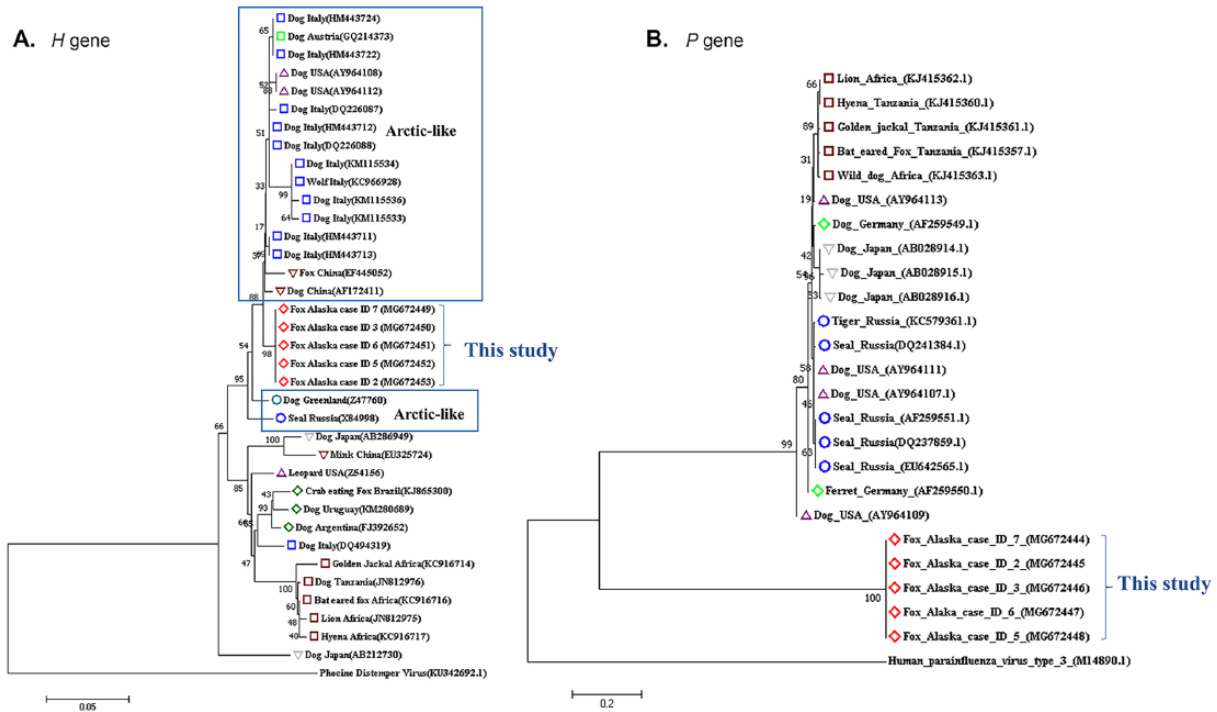 A. H gene
65
Dog Italy(HM443724)
Dog Austria(GQ214373)
Dog Italy(HM443722)
Dog USA(AY964108)
88
Dog USA(AY964112)
Dog Italy(DQ226087)
51
Dog Italy(HM443712)
Arctic-like
Dog Italy(DQ226088)
Dog Italy(KM115534)
33
Wolf Italy(KC966928)
99
Dog Italy(KM115536)
64
Dog Italy(KM115533)
17
Dog Italy(HM443711)
Dog Italy(HM443713)
Fox China(EF445052)
Dog China(AF172411)
88
Fox Alaska case ID 7 (MG672449)
Fox Alaska case ID 3 (MG672450)
54
Fox Alaska case ID 6 (MG672451)
This study
98
Fox Alaska case ID 5 (MG672452)
Fox Alaska case ID 2 (MG672453)
95
Dog Greenland(Z47760)
Seal Russia(X84998)
Arctic-like
66
Dog Japan(AB286949)
100
Mink China(EU325724)
Leopard USA(Z54156)
85
43
Crab eating Fox Brazil(KJ865300)
93
Dog Uruguay(KM280689)
Dog Argentina(FJ392652)
Dog Italy(DQ494319)
47
Golden Jackal Africa(KC916714)
100
Dog Tanzania(JN812976)
60
Bat eared fox Africa(KC916716)
48
Lion Africa(JN812975)
40
Hyena Africa(KC916717)
Dog Japan(AB212730)
Phocine Distemper Virus(KU342692.1)
0.05
B. P gene
66
Lion_Africa_(KJ415362.1)
Hyena_Tanzania_(KJ415360.1)
89
Golden_jackal_Tanzania_(KJ415361.1)
31
Bat_eared_Fox_Tanzania_(KJ415357.1)
Wild_dog_Africa_(KJ415363.1)
19
Dog_USA_(AY964113)
Dog_Germany_(AF259549.1)
42
Dog_Japan_(AB028914.1)
54
Dog_Japan_(AB028915.1)
Dog_Japan_(AB028916.1)
Tiger_Russia_(KC579361.1)
Seal_Russia(DQ241384.1)
58
Dog_USA_(AY964111)
80
Dog_USA_(AY964107.1)
Seal_Russia_(AF259551.1)
99
Seal_Russia(DQ237859.1)
63
Seal_Russia_(EU642565.1)
Ferret_Germany_(AF259550.1)
Dog_USA_(AY964109)
Fox_Alaska_case_ID_7_(MG672444)
Fox_Alaska_case_ID_2_(MG672445
Fox_Alaska_case_ID_3_(MG672446)
This study
100
Fox_Alaka_case_ID_6_(MG672447)
Fox_Alaska_case_ID_5_(MG672448)
Human_parainfluenza_virus_type_3_(M14890.1)
0.2